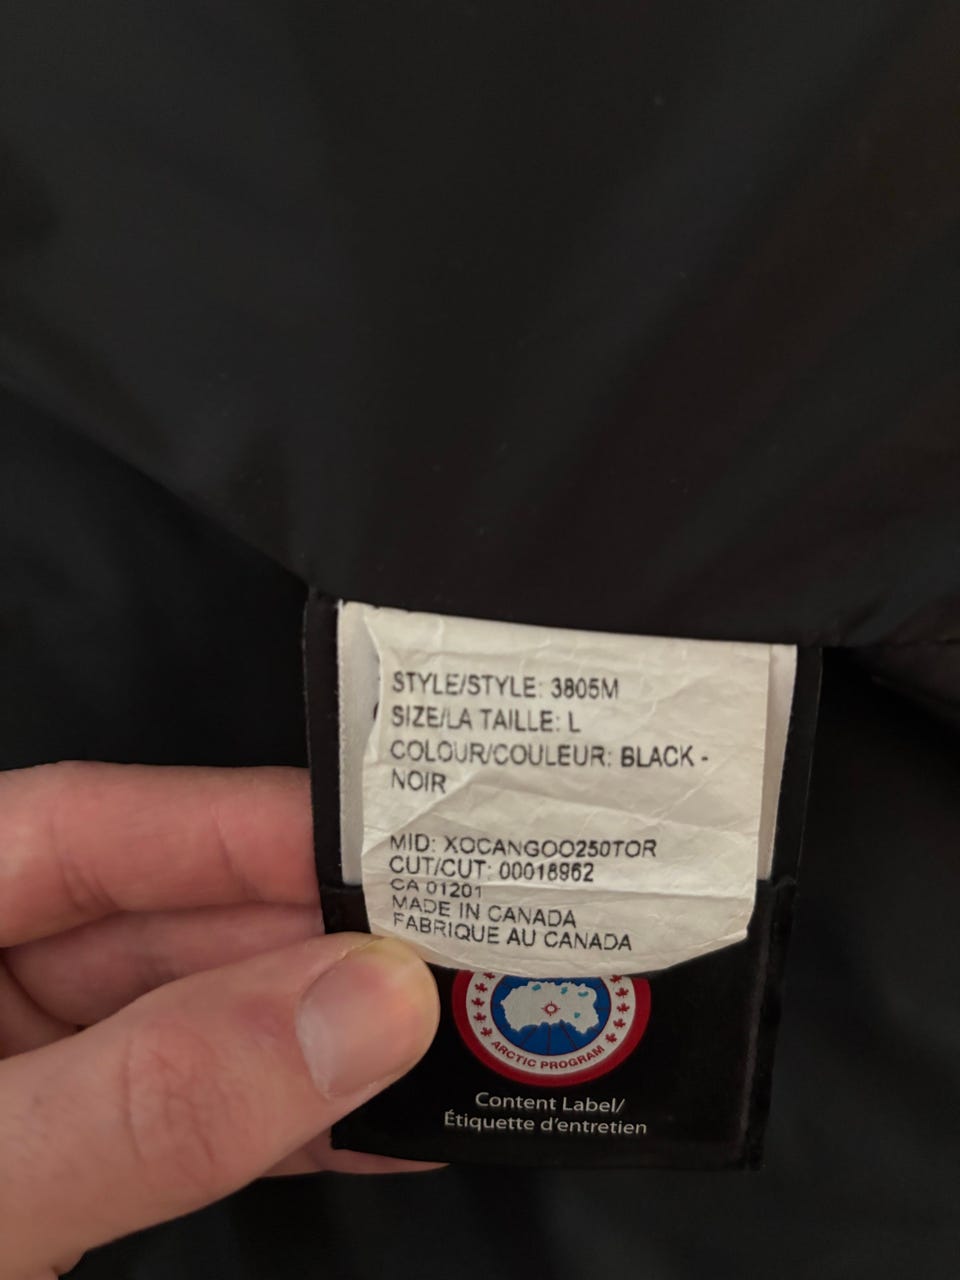 STYLE/STYLE: 3805M
SIZE/LA TAILLE: L
COLOUR/COULEUR: BLACK -
NOIR
MID: XOCANGOO250TOR
CUT/CUT: 00018962
CA 01201
MADE IN CANADA
FABRIQUE AU CANADA
ARCTIC PROGRAM
Content Label/
Étiquette d'entretien